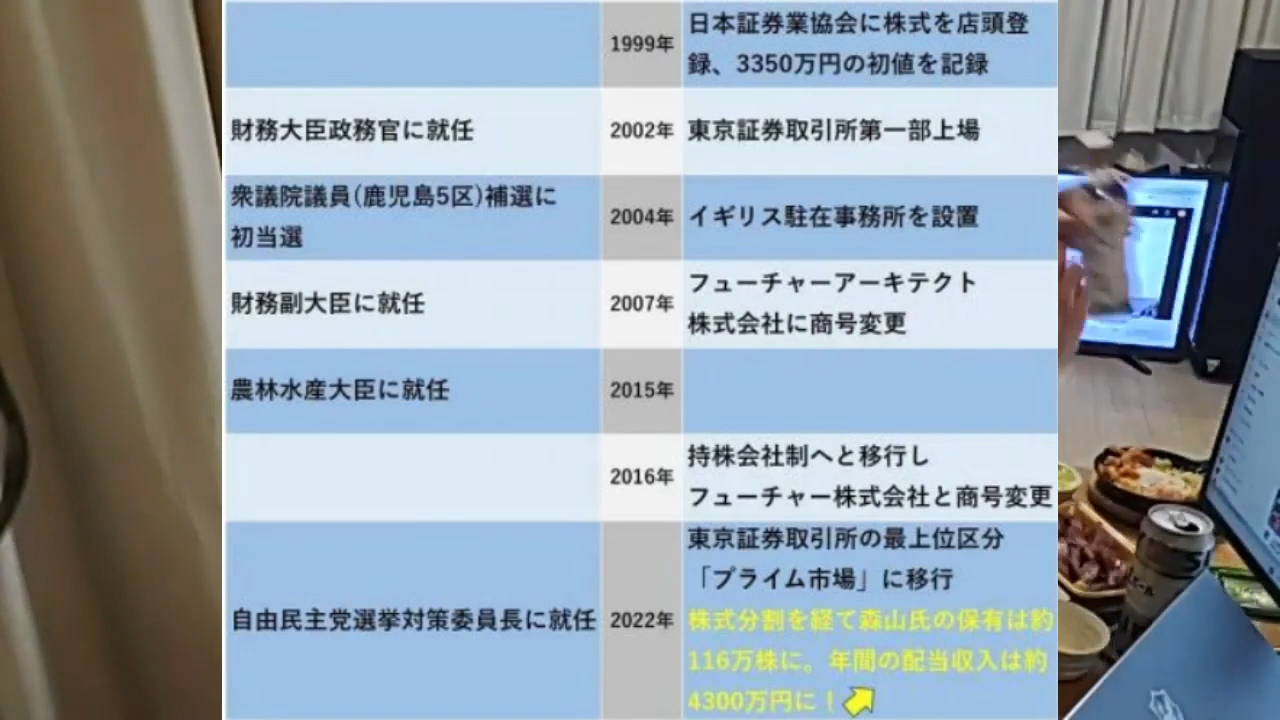 1999年
日本証券業協会に株式を店頭登
録、3350万円の初値を記録
財務大臣政務官に就任
2002年
東京証券取引所第一部上場
衆議院議員(鹿児島5区)補選に
初当選
2004年
イギリス駐在事務所を設置
財務副大臣に就任
2007年
フューチャーアーキテクト
株式会社に商号変更
農林水産大臣に就任
2015年
2016年
持株会社制へと移行し
フューチャー株式会社と商号変更
自由民主党選挙対策委員長に就任
2022年
東京証券取引所の最上位区分
「プライム市場」に移行
株式分割を経て森山氏の保有は約
116万株に。年間の配当収入は約
4300万円に！